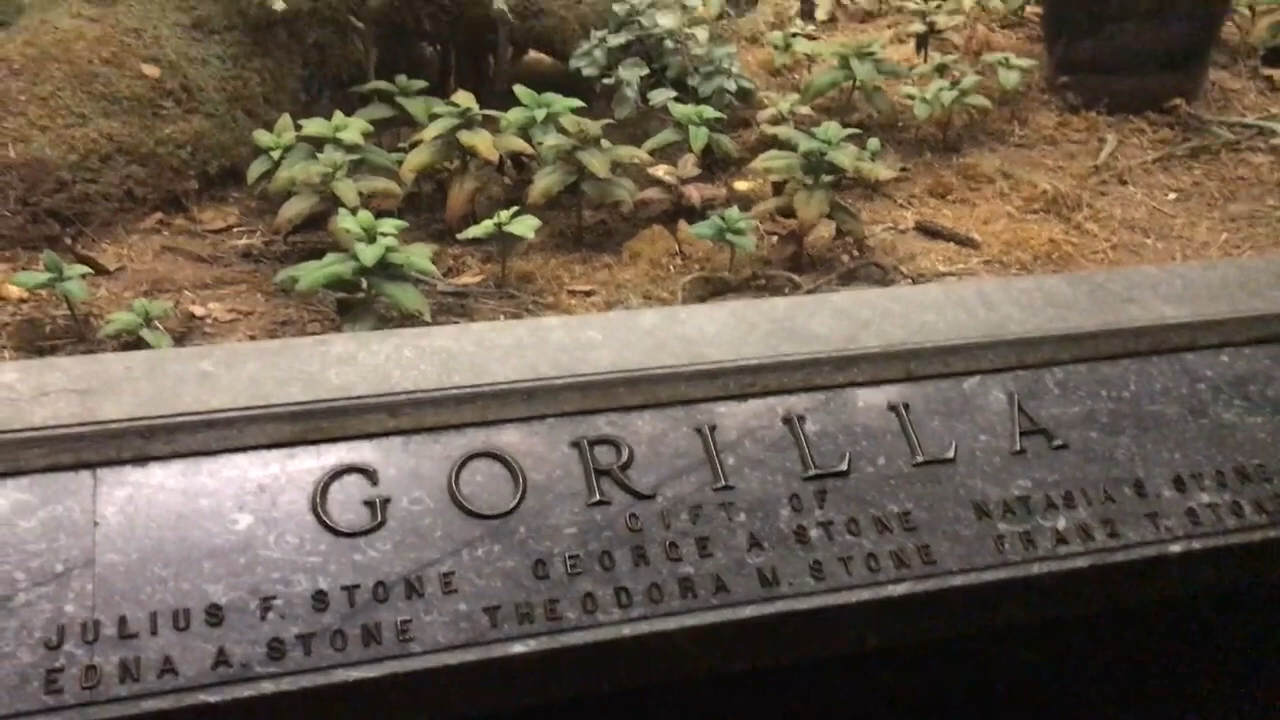 GORILLA
GIFT OF
JULIUS F. STONE GEORGE A. STONE NATASIA S. STONE
EDNA A. STONE THEODORA M. STONE FRANZ T. STONE